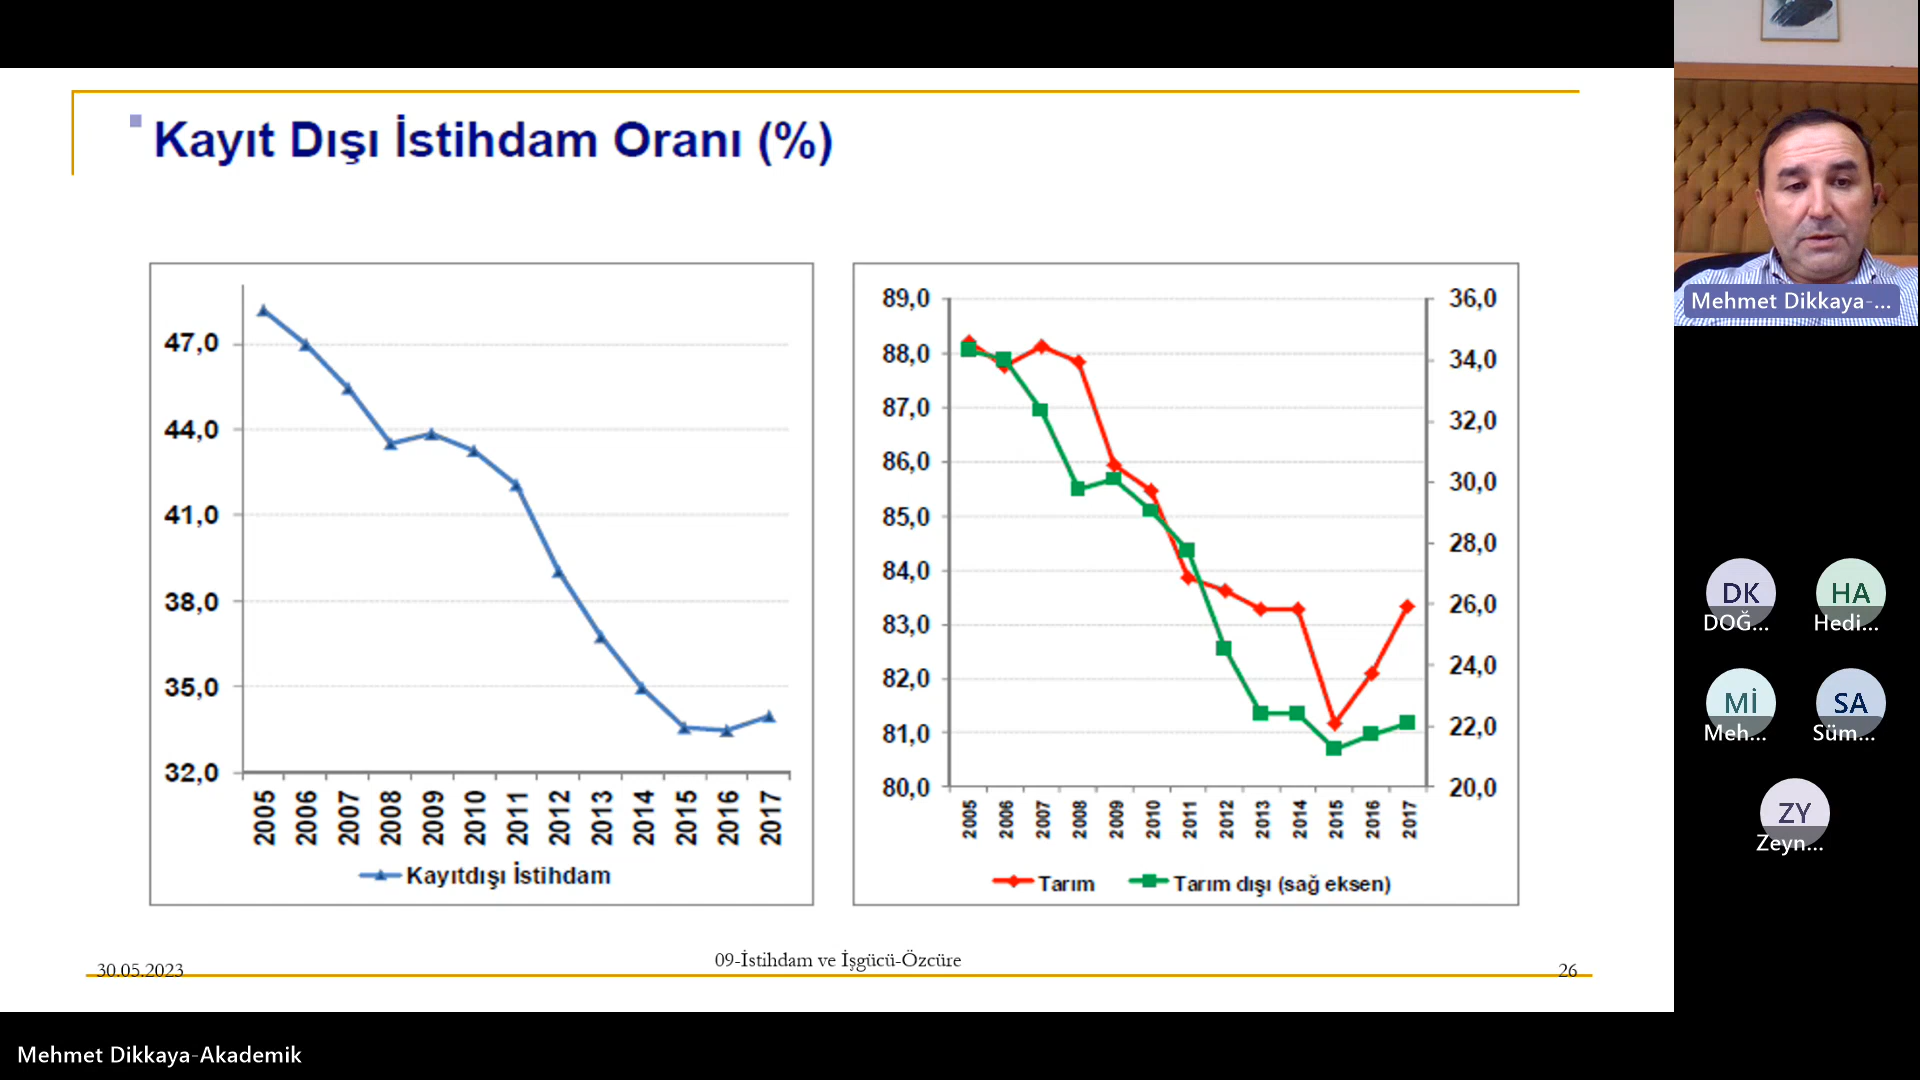 Kayıt Dışı İstihdam Oranı (%)
47,0
44,0
41,0
38,0
35,0
32,0
2005 2006 2007 2008 2009 2010 2011 2012 2013 2014 2015 2016 2017
Kayıtdışı İstihdam
89,0
88,0
87,0
86,0
85,0
84,0
83,0
82,0
81,0
80,0
36,0
34,0
32,0
30,0
28,0
26,0
24,0
22,0
20,0
2005 2006 2007 2008 2009 2010 2011 2012 2013 2014 2015 2016 2017
Tarım Tarım dışı (sağ eksen)
30.05.2023
09-İstihdam ve İşgücü-Özcüre
26
Mehmet Dikkaya-...
DK
DOĞ...
HA
Hedi...
Mİ
Meh...
SA
Süm...
ZY
Zeyn...
Mehmet Dikkaya-Akademik